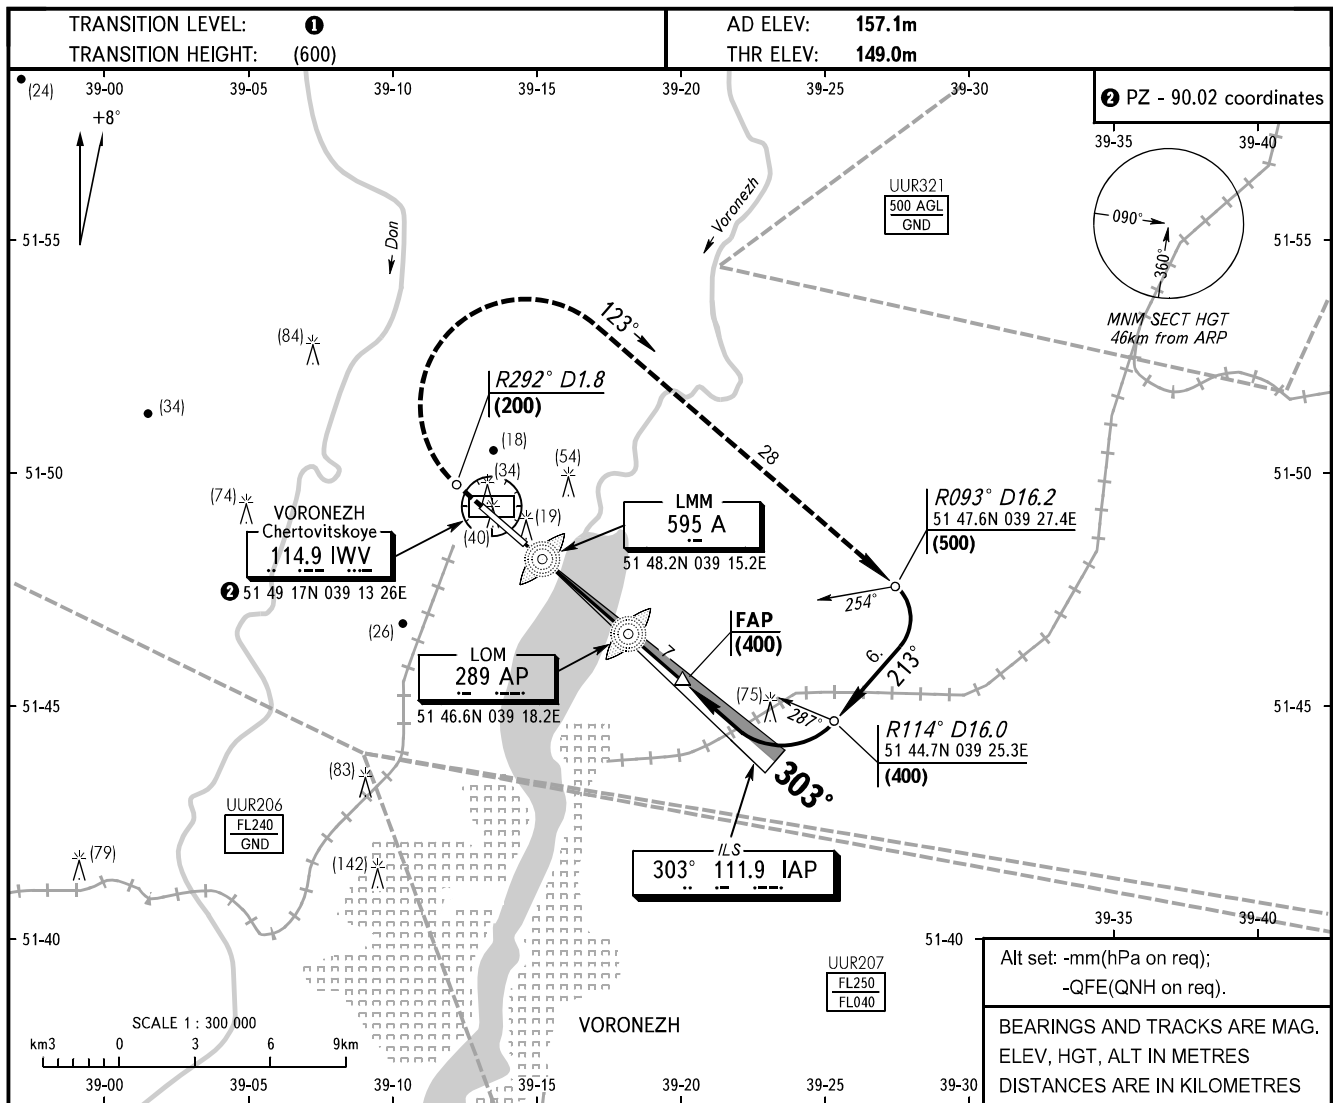 TRANSITION LEVEL: ❶
TRANSITION HEIGHT: (600)
AD ELEV: 157.1m
THR ELEV: 149.0m
❷ PZ - 90.02 coordinates
39-00 39-05 39-10 39-15 39-20 39-25 39-30
39-35 39-40
(24)
+8°
UUR321
500 AGL
GND
090°
360°
MNM SECT HGT
46km from ARP
51-55
51-55
Don
Voronezh
123°
(84)
R292° D1.8
(200)
(34)
(18)
(54)
(34)
28
51-50
51-50
(74)
VORONEZH
Chertovitskoye
114.9 IWV
❷ 51 49 17N 039 13 26E
(40)
(19)
LMM
595 A
51 48.2N 039 15.2E
R093° D16.2
51 47.6N 039 27.4E
(500)
254°
(26)
FAP
(400)
7
6.
213°
LOM
289 AP
51 46.6N 039 18.2E
(75)
287°
51-45
51-45
R114° D16.0
51 44.7N 039 25.3E
(400)
303°
(83)
UUR206
FL240
GND
(79)
(142)
ILS
303° 111.9 IAP
39-35 39-40
51-40
51-40
UUR207
FL250
FL040
VORONEZH
SCALE 1 : 300 000
km3 0 3 6 9km
39-00 39-05 39-10 39-15 39-20 39-25 39-30
Alt set: -mm(hPa on req);
-QFE(QNH on req).
BEARINGS AND TRACKS ARE MAG.
ELEV, HGT, ALT IN METRES
DISTANCES ARE IN KILOMETRES